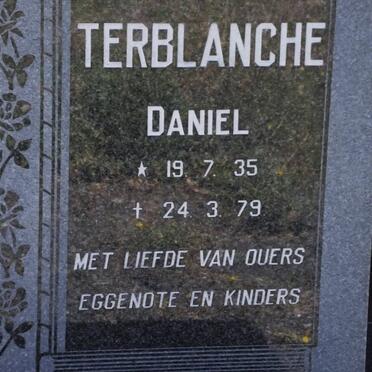 TERBLANCHE
DANIEL
* 19. 7. 35
† 24. 3. 79
MET LIEFDE VAN OUERS
EGGENOTE EN KINDERS